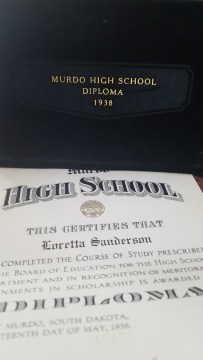 MURDO HIGH SCHOOL
DIPLOMA
1938
HIGH SCHOOL
THIS CERTIFIES THAT
Loretta Sanderson
COMPLETED THE COURSE OF STUDY PRESCRIBED
BOARD OF EDUCATION FOR THE HIGH SCHOOL
AND IN RECOGNITION OF
IN SCHOLARSHIP IS AWARDED
DIPLOMA
MURDO, SOUTH DAKOTA,
DAY OF MAY, 1938.